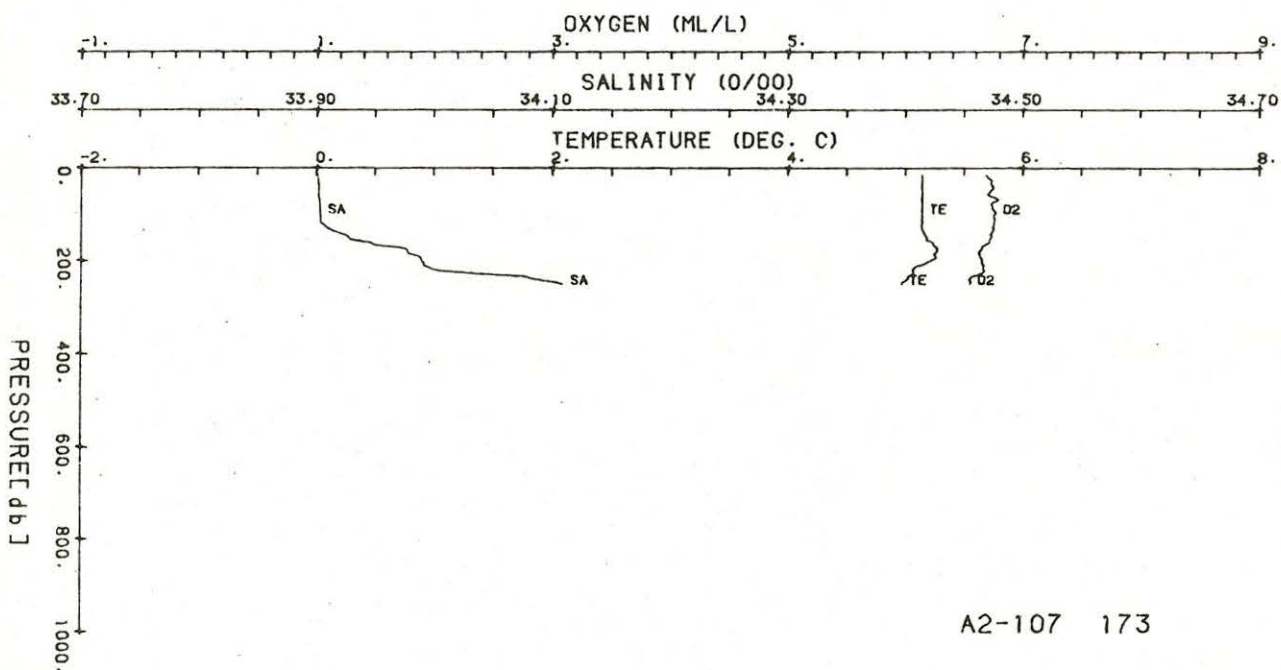 OXYGEN (ML/L)
-1. 1. 3. 5. 7. 9.
SALINITY (O/OO)
33.70 33.90 34.10 34.30 34.50 34.70
TEMPERATURE (DEG. C)
-2. 0. 2. 4. 6. 8.
0.
SA TE O2
200.
SA TE O2
400.
600.
800.
1000.
PRESSURE[db]
A2-107 173